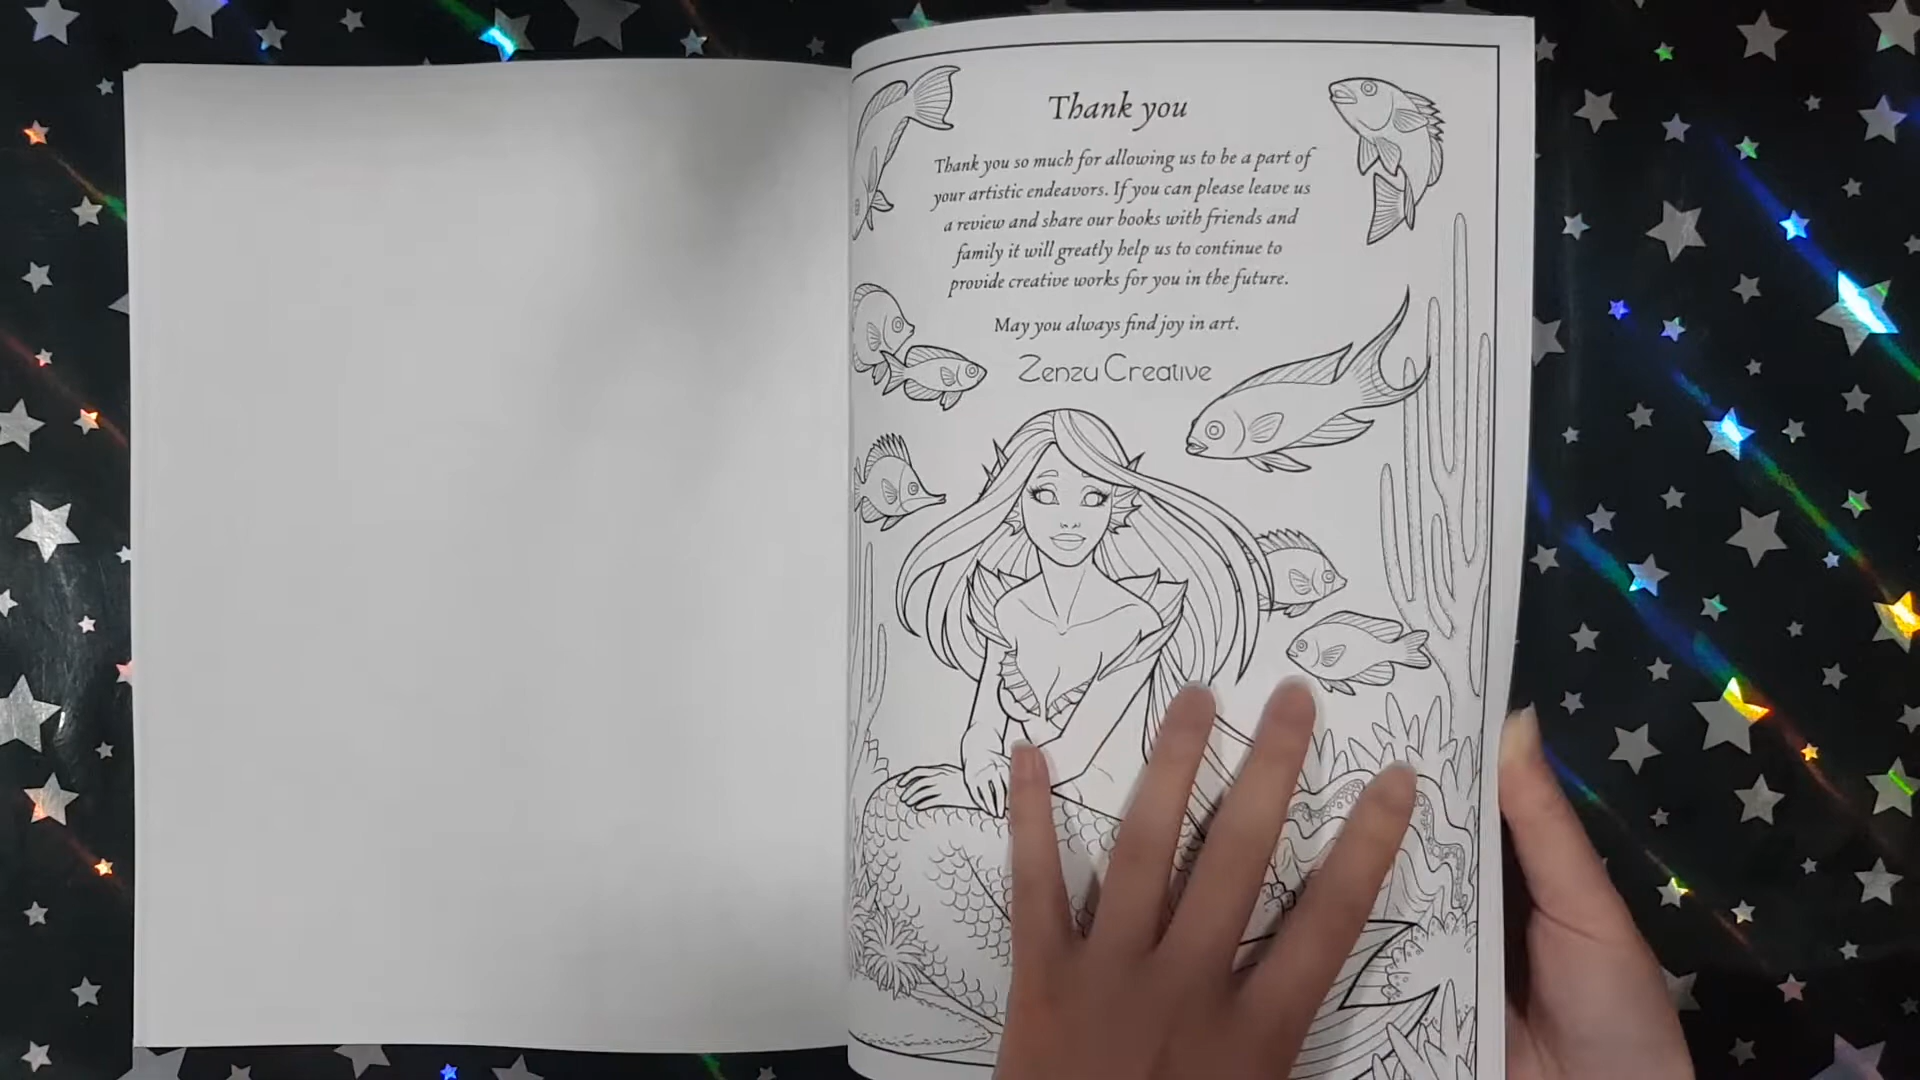 Thank you
Thank you so much for allowing us to be a part of
your artistic endeavors. If you can please leave us
a review and share our books with friends and
family it will greatly help us to continue to
provide creative works for you in the future.
May you always find joy in art.
Zenzu Creative